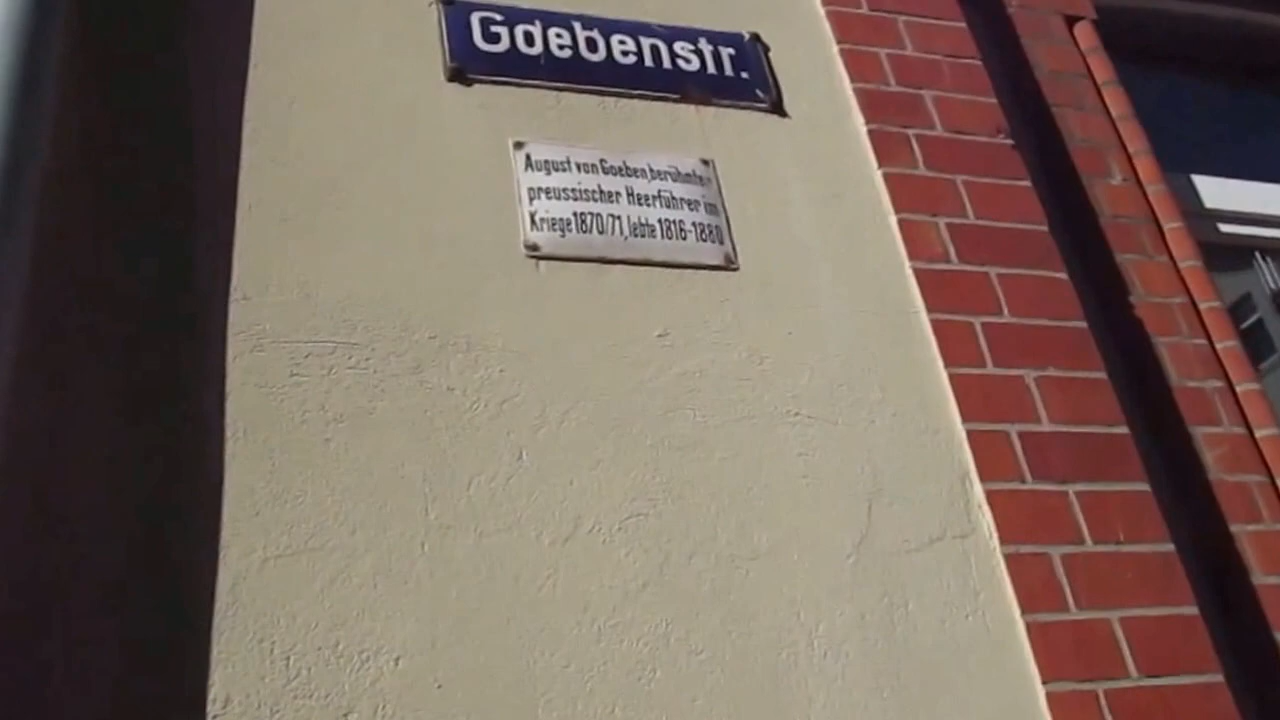 Goebenstr.
August von Goeben, berühmter
preussischer Heerführer im
Kriege 1870/71, lebte 1816-1880